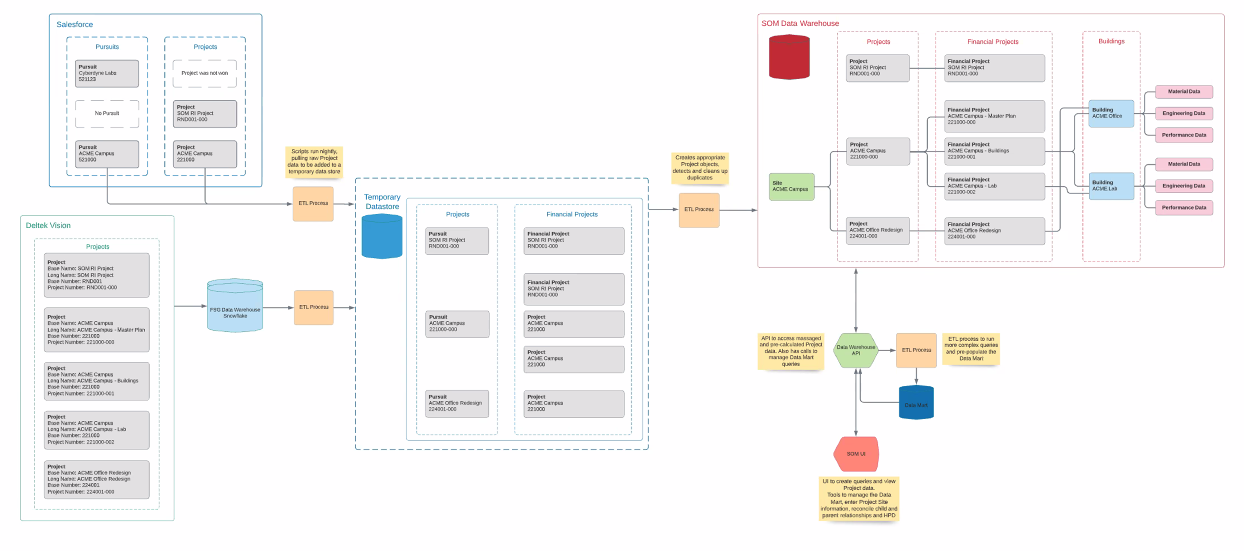 Salesforce
Pursuits
Pursuit
Cyberdyne Labs
521123
No Pursuit
Pursuit
ACME Campus
521000
Projects
Project was not won
Project
SOM RI Project
RND001-000
Project
ACME Campus
221000
Scripts run nightly,
pulling raw Project
data to be added to a
temporary data store
ETL Process
Deltek Vision
Projects
Project
Base Name: SOM RI Project
Long Name: SOM RI Project
Base Number: RND001
Project Number: RND001-000
Project
Base Name: ACME Campus
Long Name: ACME Campus - Master Plan
Base Number: 221000
Project Number: 221000-000
Project
Base Name: ACME Campus
Long Name: ACME Campus - Buildings
Base Number: 221000
Project Number: 221000-001
Project
Base Name: ACME Campus
Long Name: ACME Campus - Lab
Base Number: 221000
Project Number: 221000-002
Project
Base Name: ACME Office Redesign
Long Name: ACME Office Redesign
Base Number: 224001
Project Number: 224001-000
Data Warehouse
Snowflake
ETL Process
Temporary
Datastore
Projects
Pursuit
SOM RI Project
RND001-000
Pursuit
ACME Campus
221000-000
Pursuit
ACME Office Redesign
224001-000
Financial Projects
Financial Project
SOM RI Project
RND001-000
Financial Project
SOM RI Project
RND001-000
Project
ACME Campus
221000
Project
ACME Campus
221000
Project
ACME Campus
221000
Creates appropriate
Project objects,
detects and cleans up
duplicates
ETL Process
SOM Data Warehouse
Site
ACME Campus
Projects
Project
SOM RI Project
RND001-000
Project
ACME Campus
221000-000
Project
ACME Office Redesign
224001-000
Financial Projects
Financial Project
SOM RI Project
RND001-000
Financial Project
ACME Campus - Master Plan
221000-000
Financial Project
ACME Campus - Buildings
221000-001
Financial Project
ACME Campus - Lab
221000-002
Financial Project
ACME Office Redesign
224001-000
Buildings
Building
ACME Office
Building
ACME Lab
Material Data
Engineering Data
Performance Data
Material Data
Engineering Data
Performance Data
API to access massaged
and pre-calculated Project
data. Also has calls to
manage Data Mart
queries
Data Warehouse
API
ETL Process
ETL process to run
more complex queries
and pre-populate the
Data Mart
Data Mart
SOM UI
UI to create queries and view
Project data.
Tools to manage the Data
Mart, enter Project Site
information, reconcile child and
parent relationships and HPD